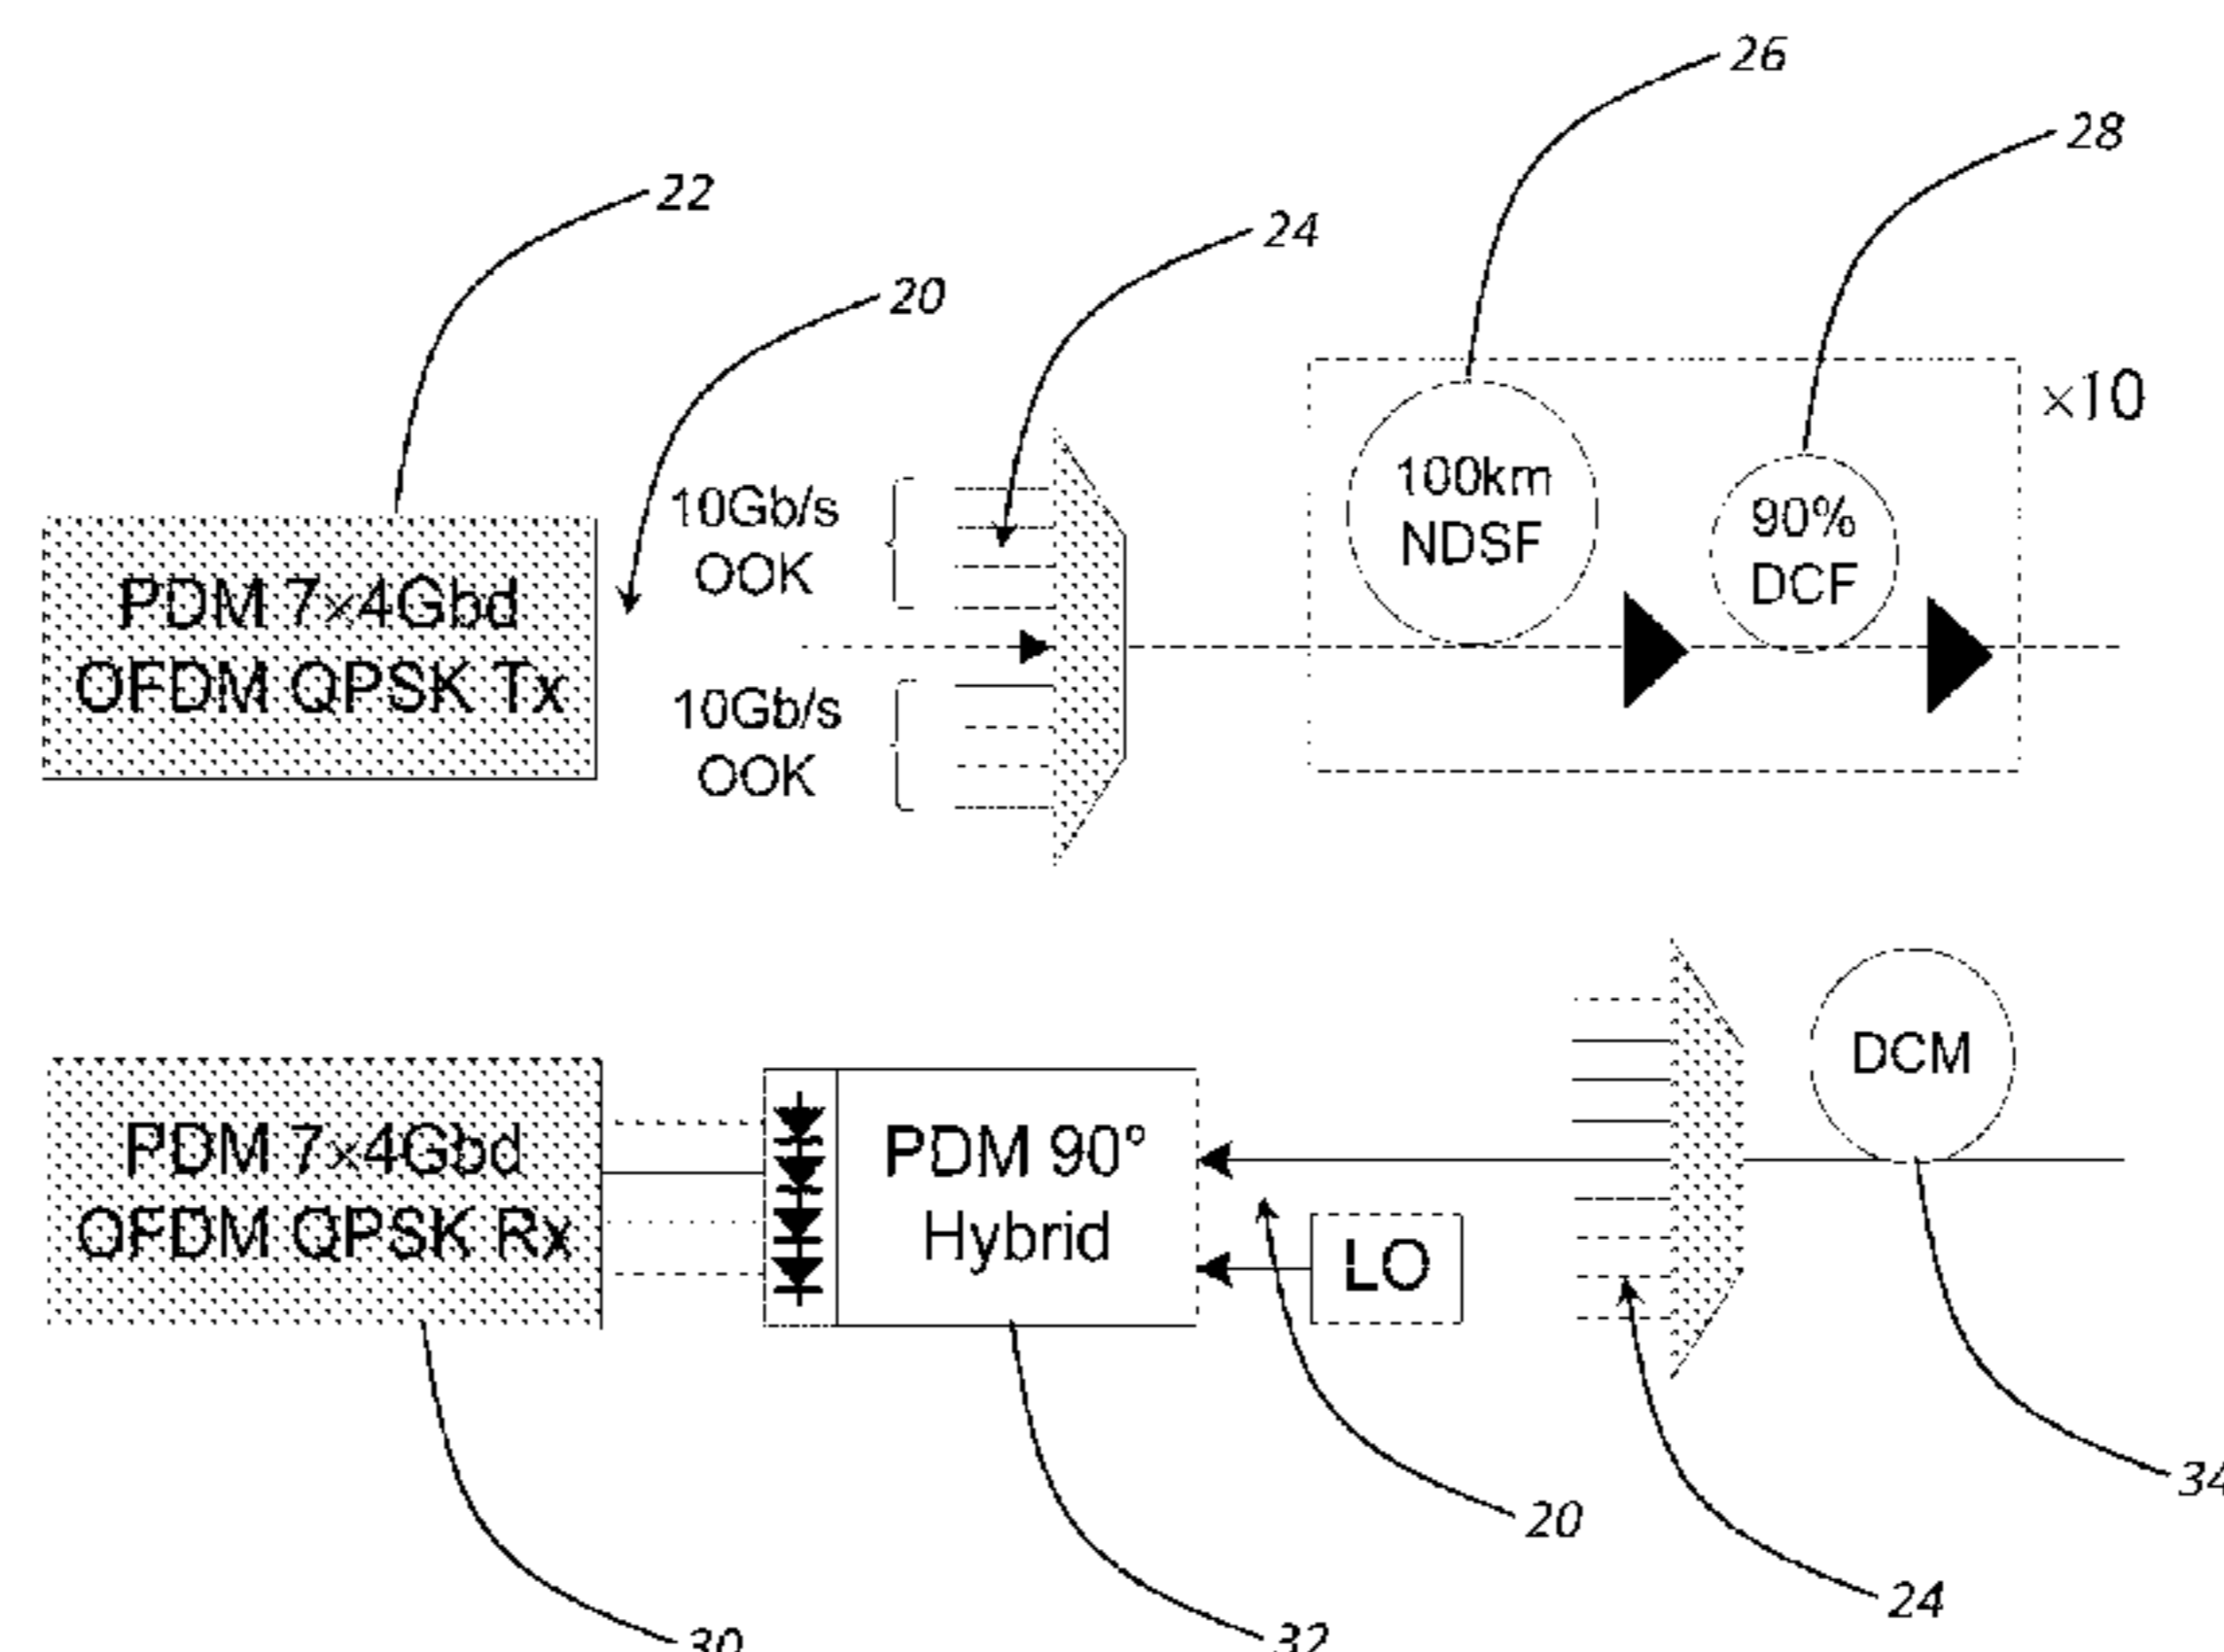 26
28
22
24
20
×10
10Gb/s
OOK
100km
NDSF
90%
DCF
PDM 7×4Gbd
OFDM QPSK Tx
10Gb/s
OOK
DCM
PDM 7×4Gbd
OFDM QPSK Rx
PDM 90°
Hybrid
LO
34
20
24
30
32